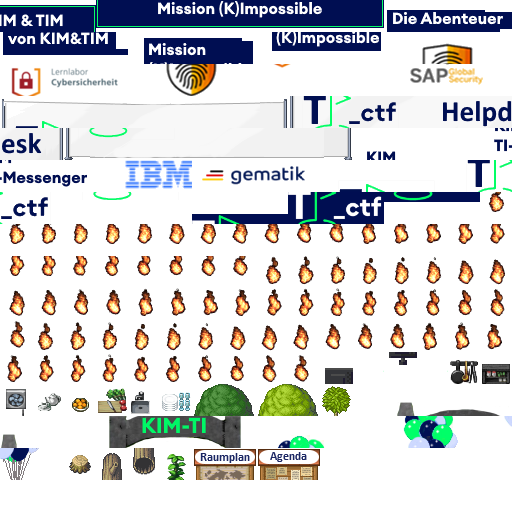 IM & TIM
Mission (K)Impossible
Die Abenteuer
von KIM&TIM
Mission
(K)Impossible
Lernlabor
Cybersicherheit
SAP Global
Security
T
_ctf
Helpd
esk
KIM
TI-
-Messenger
IBM
gematik
T
_ctf
_ctf
KIM-TI
Raumplan
Agenda